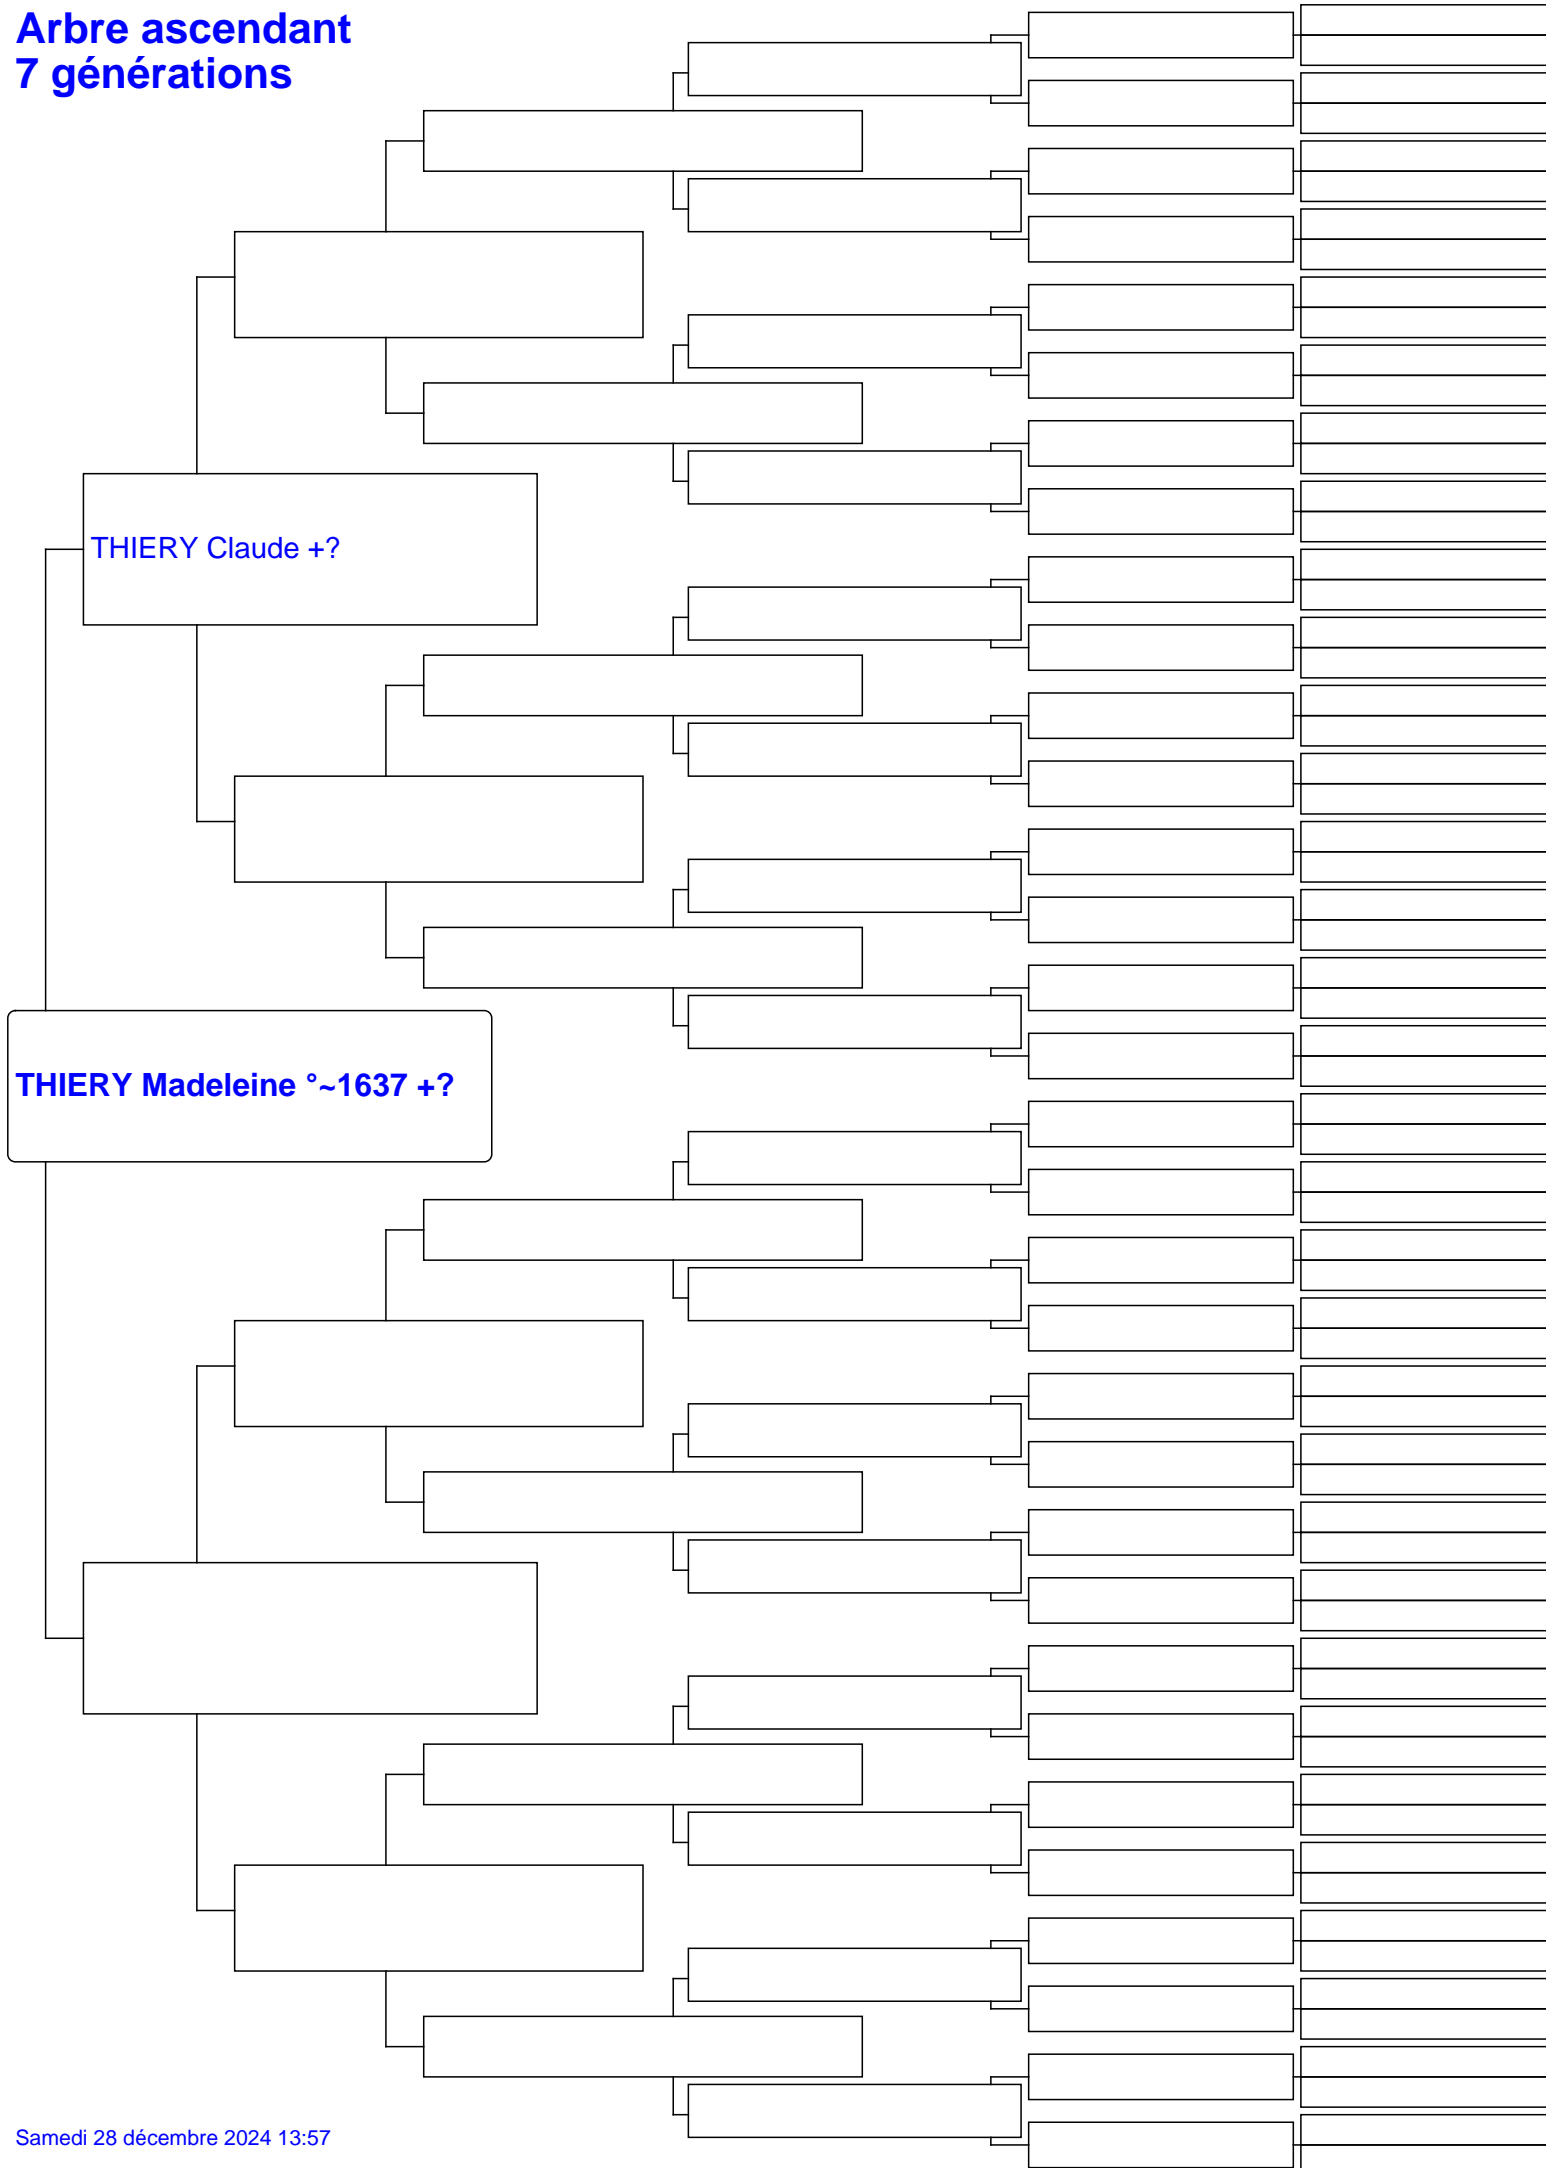 Arbre ascendant
7 générations
THIERY Claude +?
THIERY Madeleine °~1637 +?
Samedi 28 décembre 2024 13:57